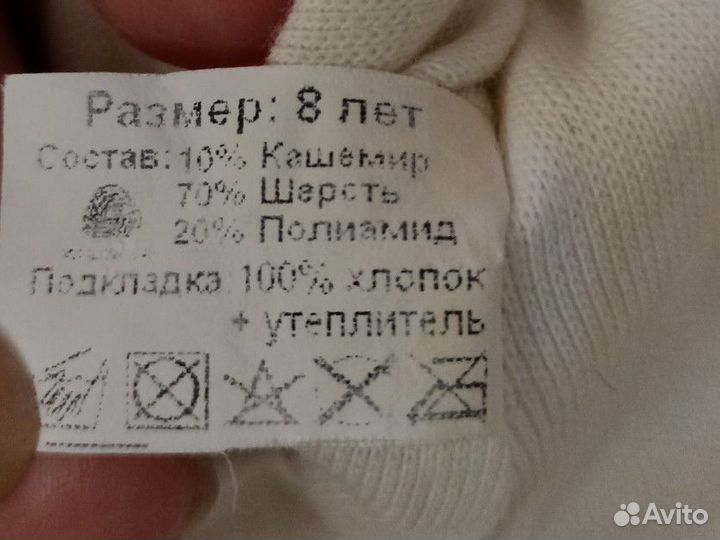 Размер: 8 лет
Состав: 10% Кашемир
70% Шерсть
20% Полиамид
Подкладка: 100% хлопок
+ утеплитель
Avito